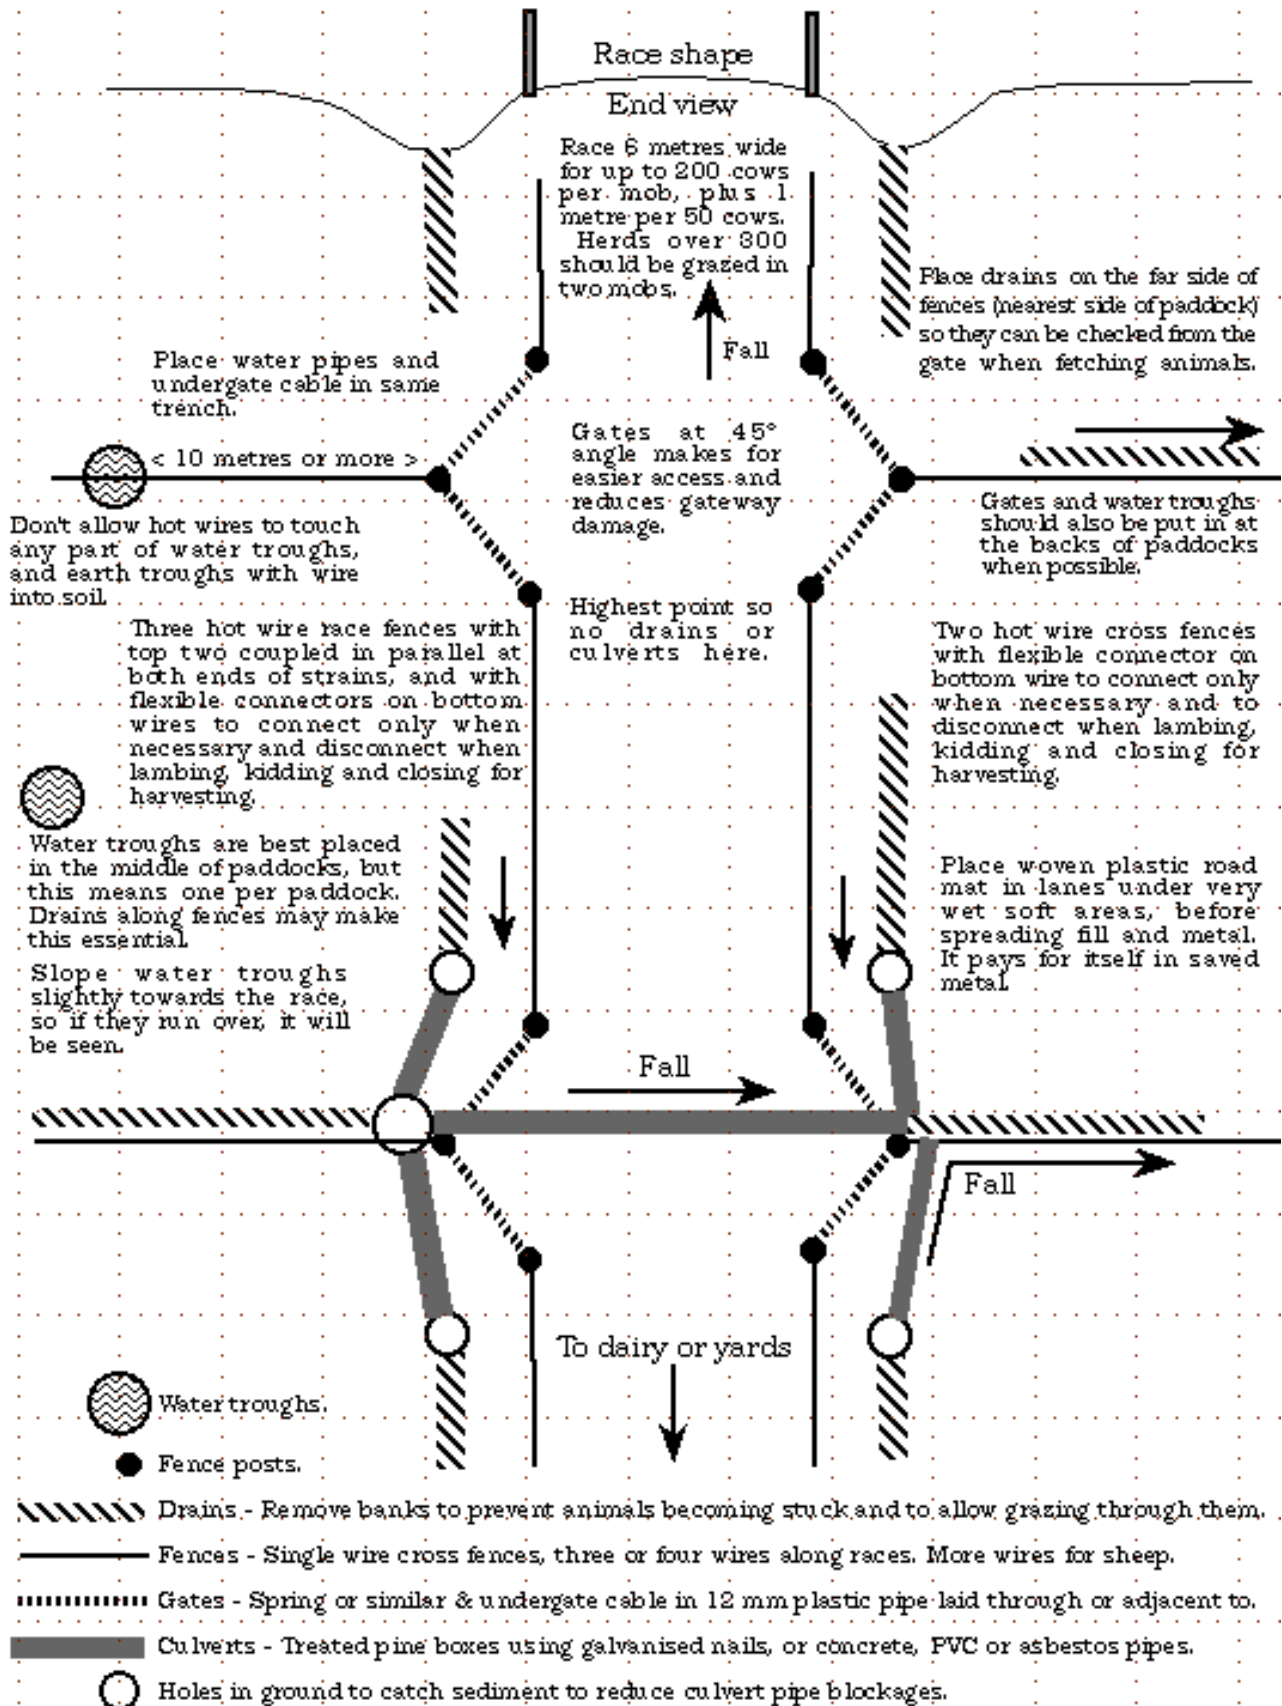 Race shape
End view
Race 6 metres wide
for up to 200 cows
per mob, plus 1
metre per 50 cows.
Herds over 300
should be grazed in
two mobs.
Fall
Place drains on the far side of
fences (nearest side of paddock)
so they can be checked from the
gate when fetching animals.
Place water pipes and
undergate cable in same
trench.
< 10 metres or more >
Gates at 45°
angle makes for
easier access and
reduces gateway
damage.
Don't allow hot wires to touch
any part of water troughs,
and earth troughs with wire
into soil.
Gates and water troughs
should also be put in at
the backs of paddocks
when possible.
Highest point so
no drains or
culverts here.
Three hot wire race fences with
top two coupled in parallel at
both ends of strains, and with
flexible connectors on bottom
wires to connect only when
necessary and disconnect when
lambing, kidding and closing for
harvesting.
Two hot wire cross fences
with flexible connector on
bottom wire to connect only
when necessary and to
disconnect when lambing,
kidding and closing for
harvesting.
Water troughs are best placed
in the middle of paddocks, but
this means one per paddock.
Drains along fences may make
this essential.
Place woven plastic road
mat in lanes under very
wet soft areas, before
spreading fill and metal.
It pays for itself in saved
metal.
Slope water troughs
slightly towards the race,
so if they run over, it will
be seen.
Fall
Fall
To dairy or yards
Water troughs.
Fence posts.
Drains - Remove banks to prevent animals becoming stuck and to allow grazing through them.
Fences - Single wire cross fences, three or four wires along races. More wires for sheep.
Gates - Spring or similar & undergate cable in 12 mm plastic pipe laid through or adjacent to.
Culverts - Treated pine boxes using galvanised nails, or concrete, PVC or asbestos pipes.
Holes in ground to catch sediment to reduce culvert pipe blockages.